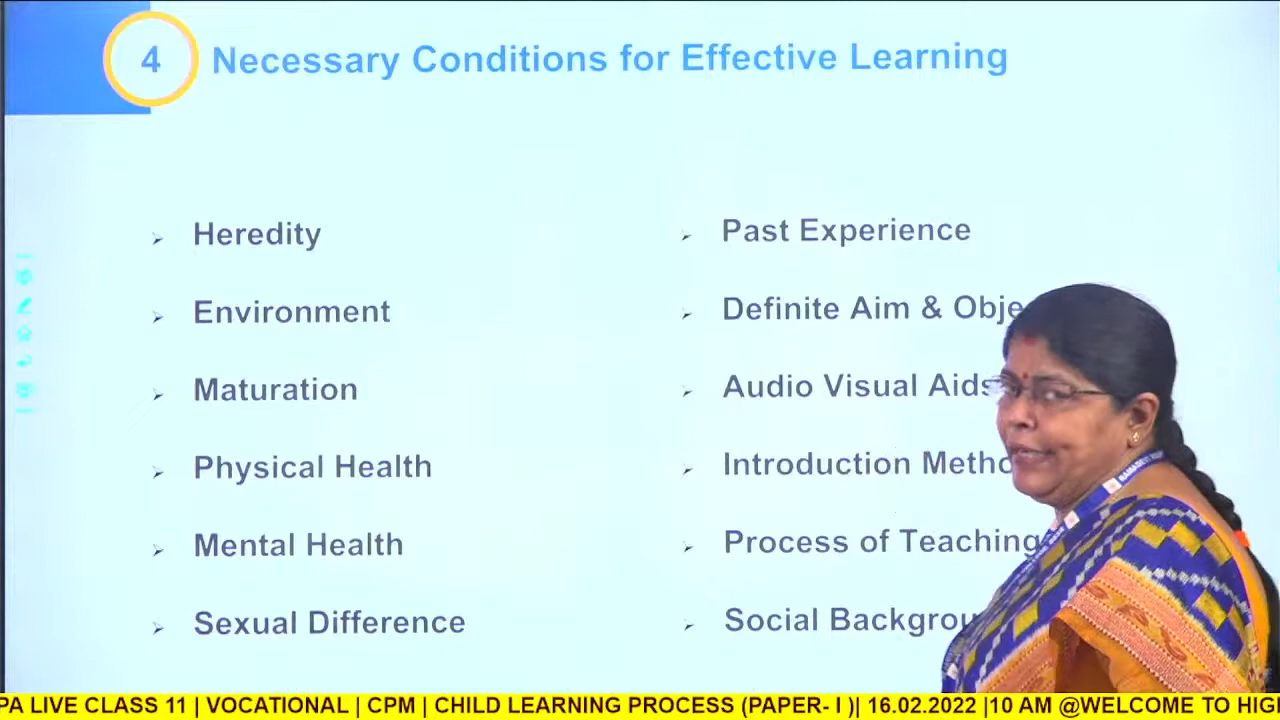 4
Necessary Conditions for Effective Learning
Heredity
Environment
Maturation
Physical Health
Mental Health
Sexual Difference
Past Experience
Definite Aim & Obje
Audio Visual Aids
Introduction Metho
Process of Teaching
Social Backgrou
PA LIVE CLASS 11 | VOCATIONAL | CPM | CHILD LEARNING PROCESS (PAPER- I )| 16.02.2022 |10 AM @WELCOME TO HIGH